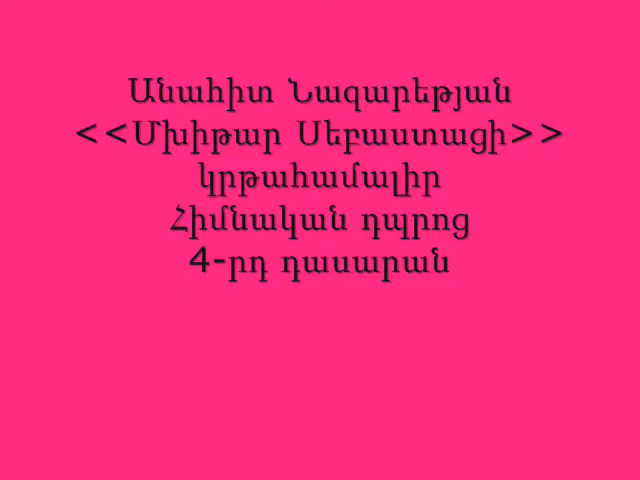 Անահիտ Նազարեթյան
<<Մխիթար Սեբաստացի>>
կրթահամալիր
Հիմնական դպրոց
4-րդ դասարան